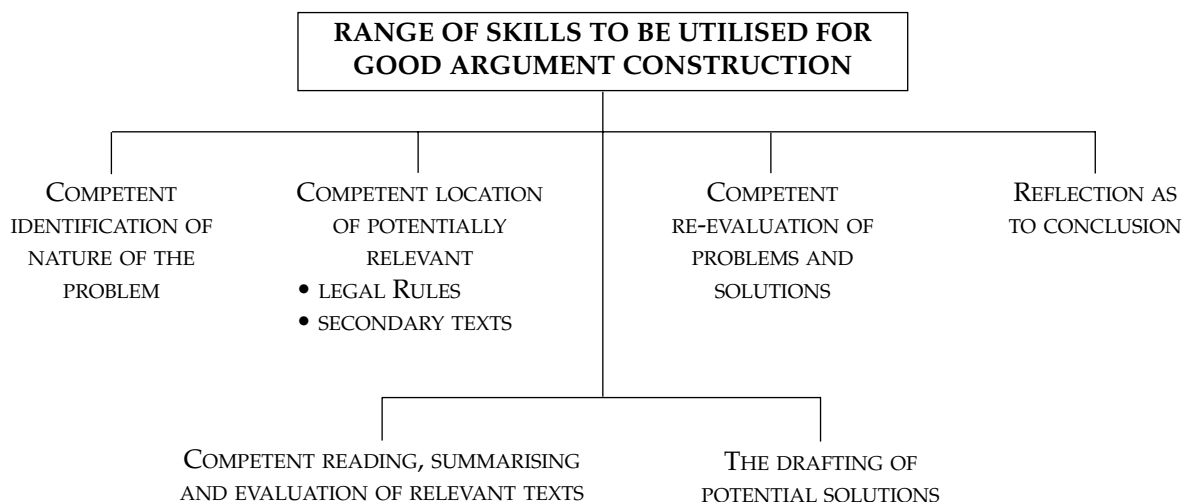 RANGE OF SKILLS TO BE UTILISED FOR
GOOD ARGUMENT CONSTRUCTION
COMPETENT
IDENTIFICATION OF
NATURE OF THE
PROBLEM
COMPETENT LOCATION
OF POTENTIALLY
RELEVANT
• LEGAL RULES
• SECONDARY TEXTS
COMPETENT
RE-EVALUATION OF
PROBLEMS AND
SOLUTIONS
REFLECTION AS
TO CONCLUSION
COMPETENT READING, SUMMARISING
AND EVALUATION OF RELEVANT TEXTS
THE DRAFTING OF
POTENTIAL SOLUTIONS